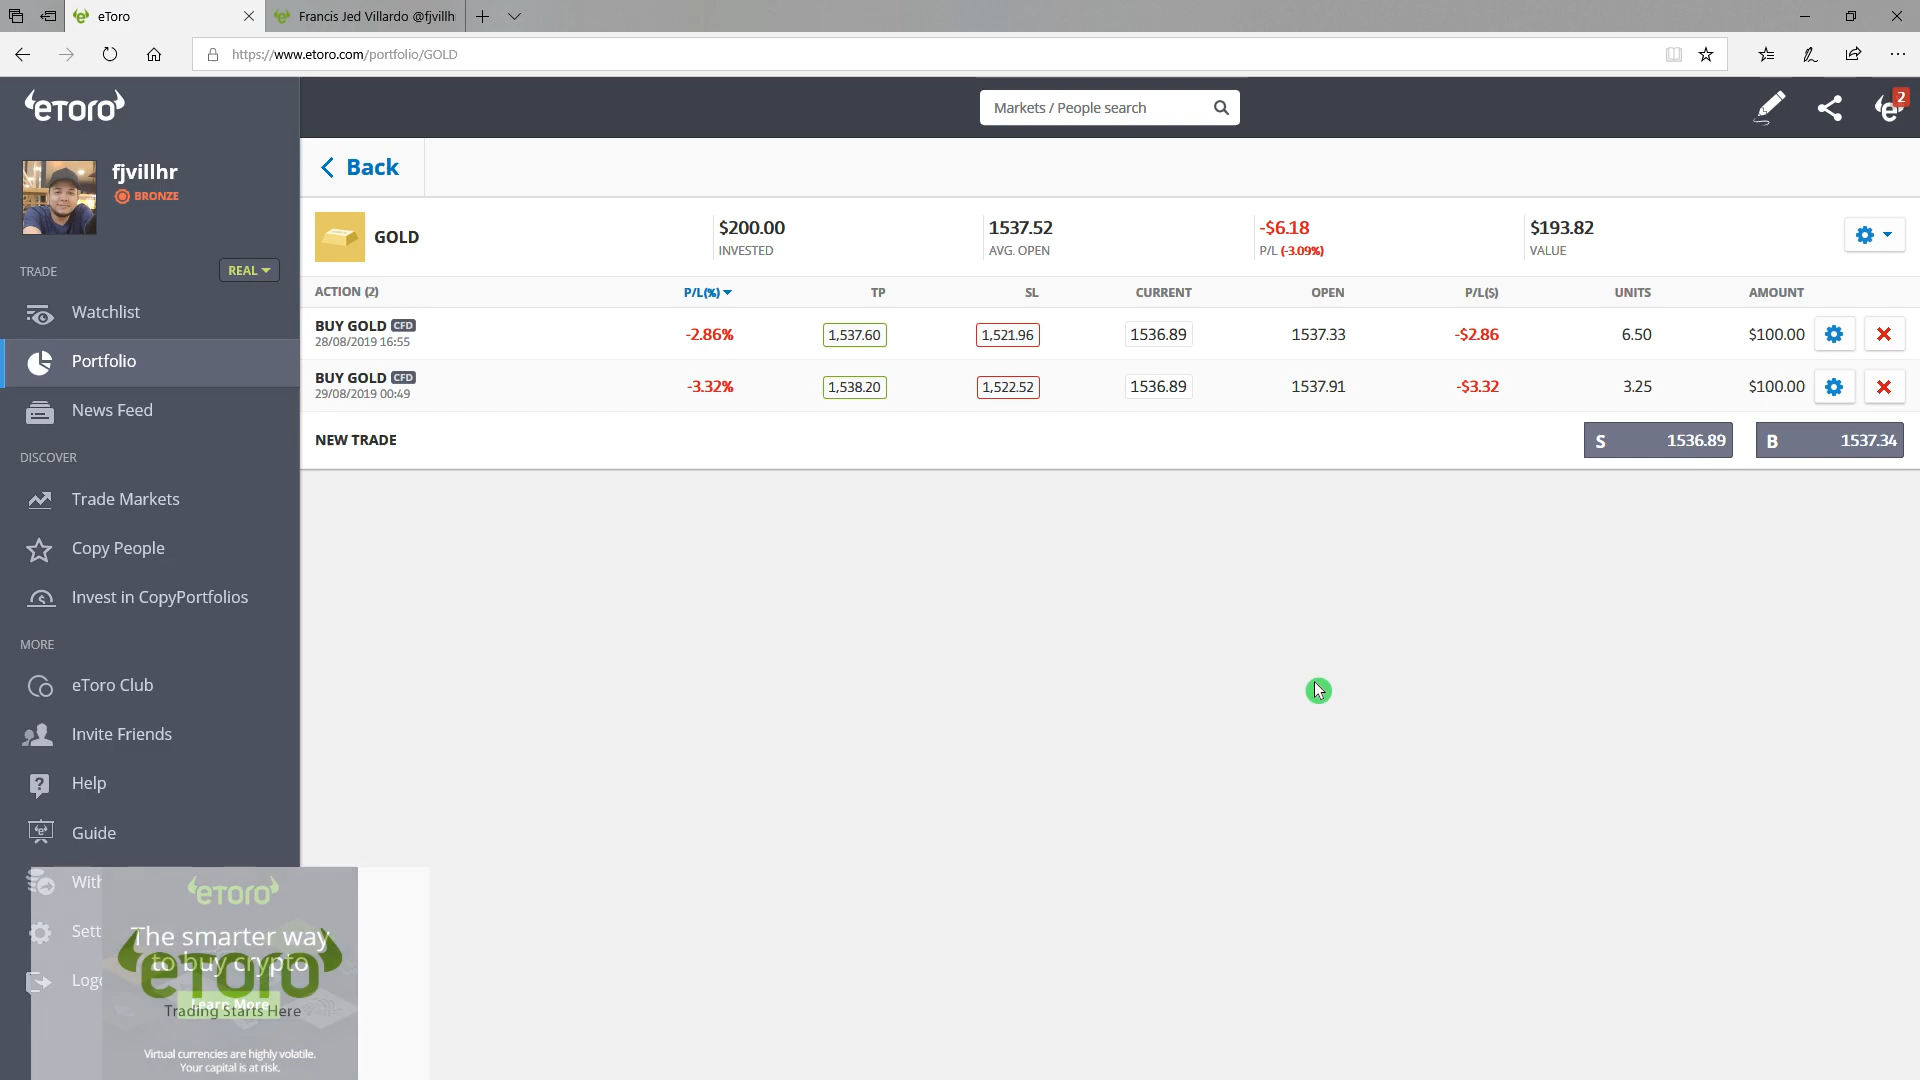 eToro
Francis Jed Villardo @fjvillh
https://www.etoro.com/portfolio/GOLD
eToro
Markets / People search
2
fjvillhr
BRONZE
Back
GOLD
$200.00
INVESTED
1537.52
AVG. OPEN
-$6.18
P/L (-3.09%)
$193.82
VALUE
TRADE
REAL
ACTION (2)
P/L(%)
TP
SL
CURRENT
OPEN
P/L($)
UNITS
AMOUNT
BUY GOLD CFD
28/08/2019 16:55
-2.86%
1,537.60
1,521.96
1536.89
1537.33
-$2.86
6.50
$100.00
BUY GOLD CFD
29/08/2019 00:49
-3.32%
1,538.20
1,522.52
1536.89
1537.91
-$3.32
3.25
$100.00
NEW TRADE
S 1536.89
B 1537.34
Watchlist
Portfolio
News Feed
DISCOVER
Trade Markets
Copy People
Invest in CopyPortfolios
MORE
eToro Club
Invite Friends
Help
Guide
With
Sett
Logo
eToro
The smarter way
to buy crypto
eToro
Learn More
Trading Starts Here
Virtual currencies are highly volatile.
Your capital is at risk.